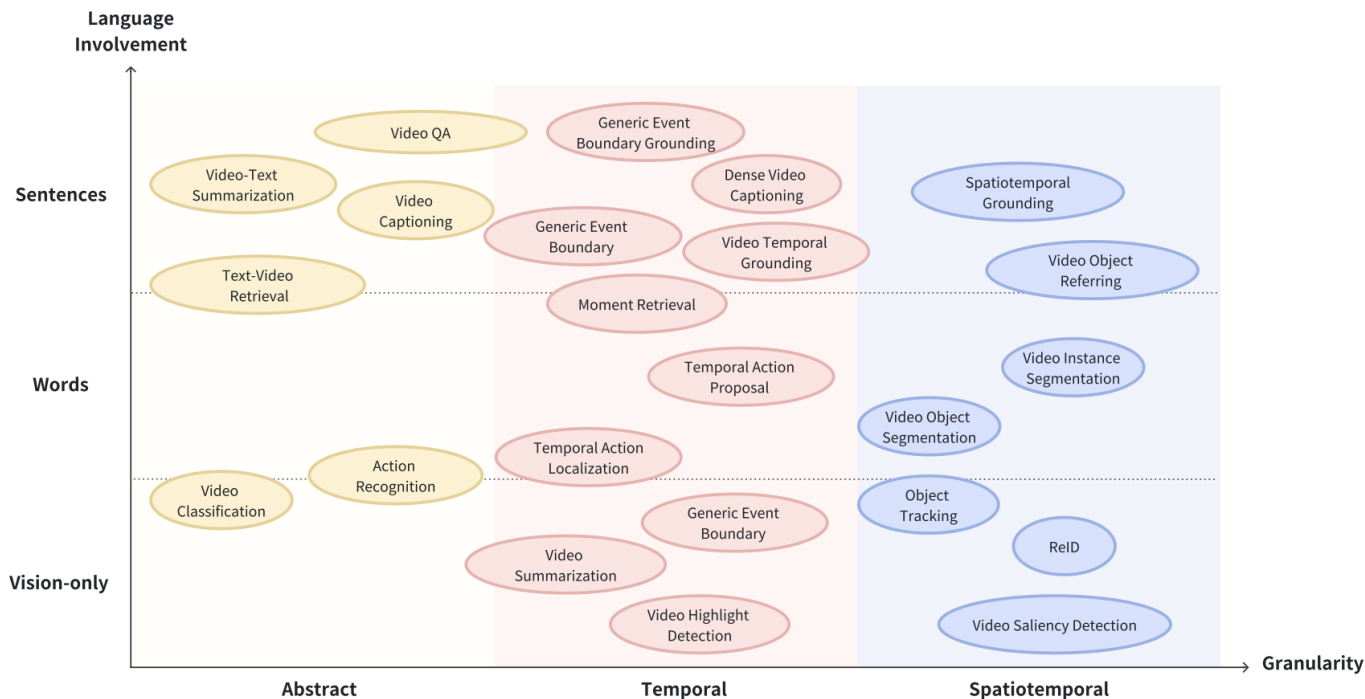 Language
Involvement
Video QA
Generic Event
Boundary Grounding
Video-Text
Summarization
Dense Video
Captioning
Sentences
Spatiotemporal
Grounding
Video
Captioning
Generic Event
Boundary
Video Temporal
Grounding
Video Object
Referring
Text-Video
Retrieval
Moment Retrieval
Words
Temporal Action
Proposal
Video Instance
Segmentation
Video Object
Segmentation
Temporal Action
Localization
Action
Recognition
Video
Classification
Object
Tracking
Generic Event
Boundary
ReID
Video
Summarization
Vision-only
Video Highlight
Detection
Video Saliency Detection
Granularity
Abstract
Temporal
Spatiotemporal